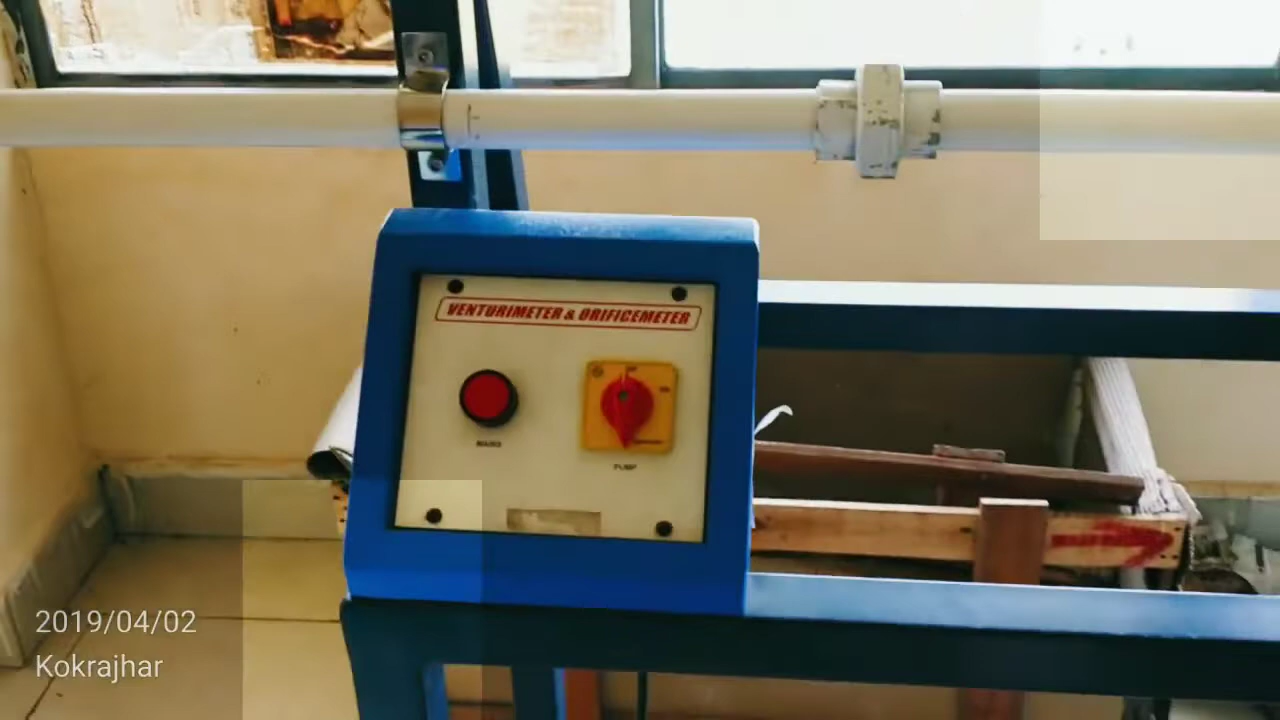 VENTURIMETER & ORIFICEMETER
MAINS
PUMP
2019/04/02
Kokrajhar